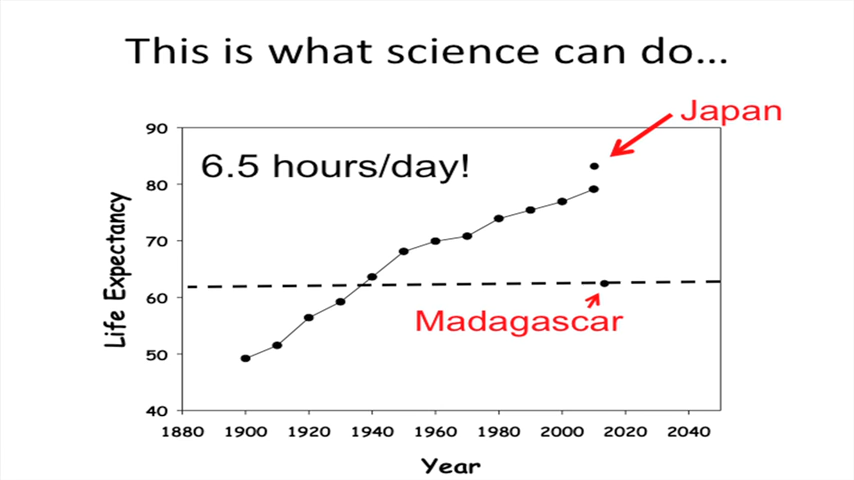 This is what science can do...
Japan
6.5 hours/day!
Madagascar
Life Expectancy
90
80
70
60
50
40
1880 1900 1920 1940 1960 1980 2000 2020 2040
Year